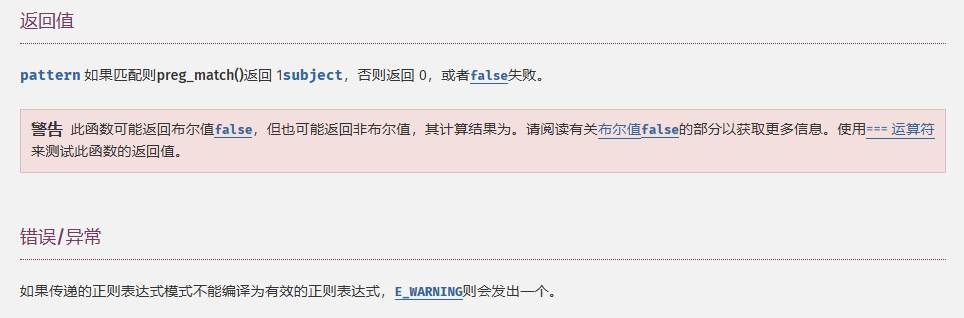 返回值
pattern 如果匹配则preg_match()返回 1subject，否则返回 0，或者false失败。
警告 此函数可能返回布尔值false，但也可能返回非布尔值，其计算结果为。请阅读有关布尔值false的部分以获取更多信息。使用=== 运算符
来测试此函数的返回值。
错误/异常
如果传递的正则表达式模式不能编译为有效的正则表达式，E_WARNING则会发出一个。